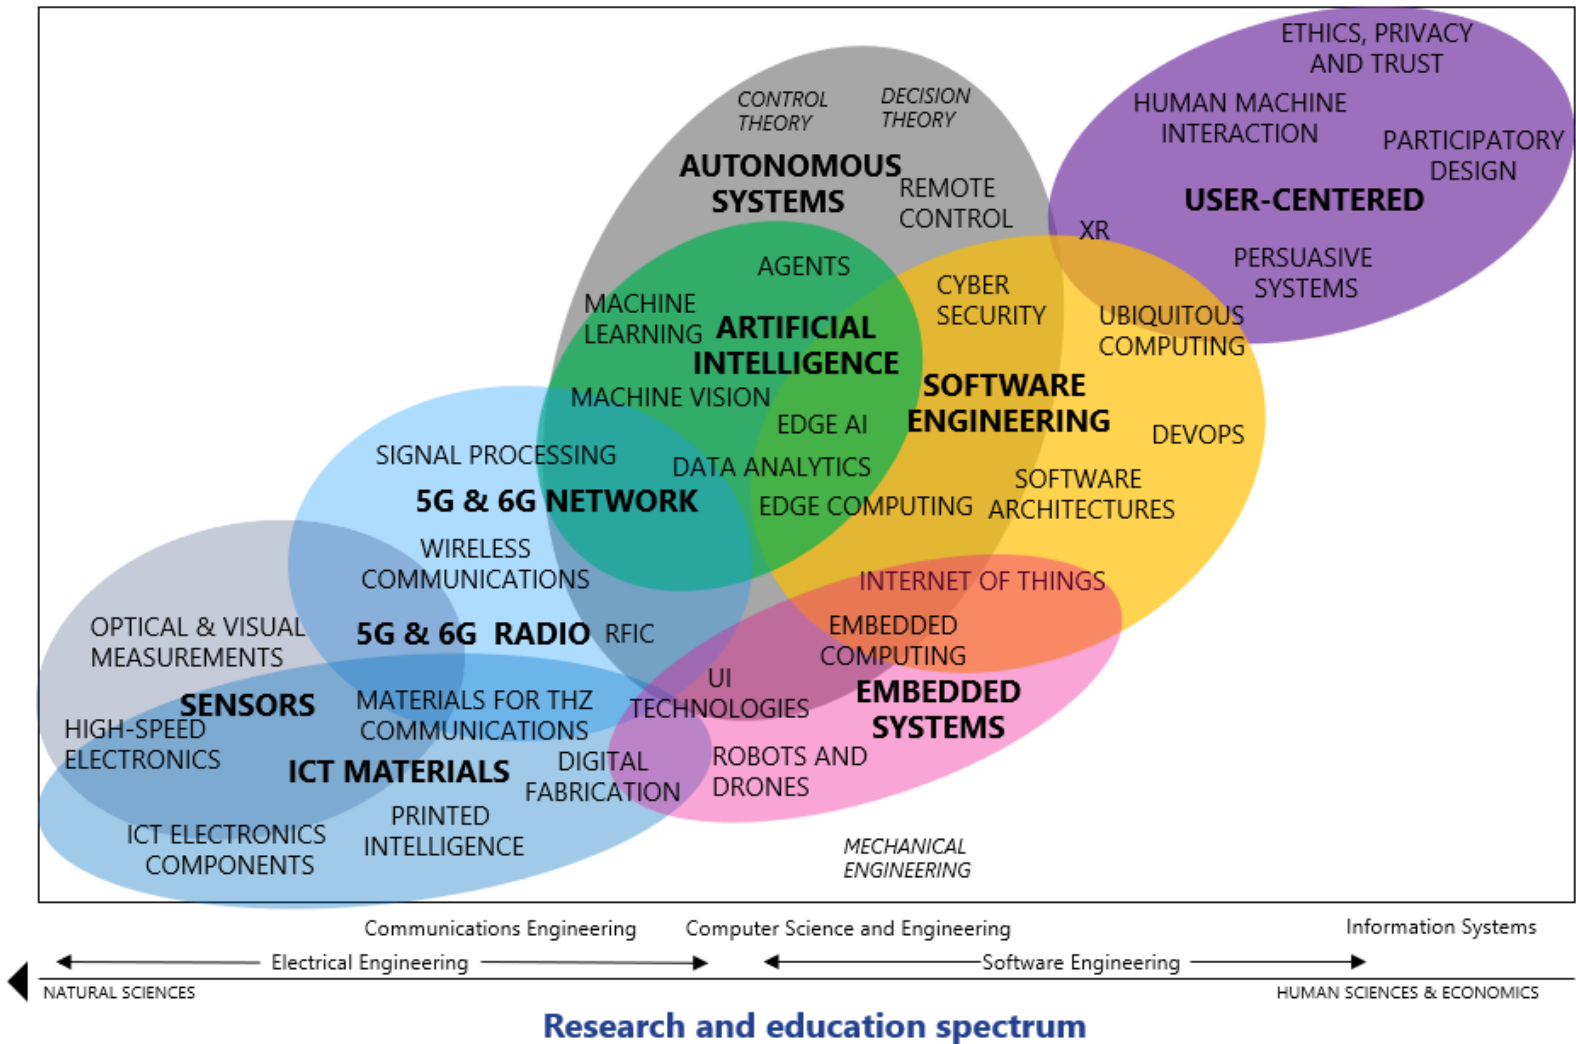 ETHICS, PRIVACY
AND TRUST
HUMAN MACHINE
INTERACTION
PARTICIPATORY
DESIGN
USER-CENTERED
XR
PERSUASIVE
SYSTEMS
CONTROL
THEORY
DECISION
THEORY
AUTONOMOUS
SYSTEMS
REMOTE
CONTROL
AGENTS
MACHINE
LEARNING
ARTIFICIAL
INTELLIGENCE
MACHINE VISION
CYBER
SECURITY
UBIQUITOUS
COMPUTING
SOFTWARE
ENGINEERING
EDGE AI
DEVOPS
DATA ANALYTICS
EDGE COMPUTING
SOFTWARE
ARCHITECTURES
SIGNAL PROCESSING
5G & 6G NETWORK
WIRELESS
COMMUNICATIONS
INTERNET OF THINGS
OPTICAL & VISUAL
MEASUREMENTS
5G & 6G RADIO
RFIC
EMBEDDED
COMPUTING
UI
TECHNOLOGIES
EMBEDDED
SYSTEMS
SENSORS
HIGH-SPEED
ELECTRONICS
MATERIALS FOR THZ
COMMUNICATIONS
ICT MATERIALS
DIGITAL
FABRICATION
ROBOTS AND
DRONES
ICT ELECTRONICS
COMPONENTS
PRINTED
INTELLIGENCE
MECHANICAL
ENGINEERING
Communications Engineering
Computer Science and Engineering
Information Systems
Electrical Engineering
Software Engineering
NATURAL SCIENCES
HUMAN SCIENCES & ECONOMICS
Research and education spectrum